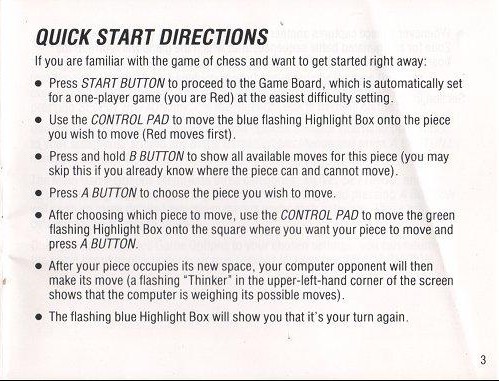 QUICK START DIRECTIONS
If you are familiar with the game of chess and want to get started right away:
● Press START BUTTON to proceed to the Game Board, which is automatically set
for a one-player game (you are Red) at the easiest difficulty setting.
● Use the CONTROL PAD to move the blue flashing Highlight Box onto the piece
you wish to move (Red moves first).
● Press and hold B BUTTON to show all available moves for this piece (you may
skip this if you already know where the piece can and cannot move).
● Press A BUTTON to choose the piece you wish to move.
● After choosing which piece to move, use the CONTROL PAD to move the green
flashing Highlight Box onto the square where you want your piece to move and
press A BUTTON.
● After your piece occupies its new space, your computer opponent will then
make its move (a flashing "Thinker" in the upper-left-hand corner of the screen
shows that the computer is weighing its possible moves).
● The flashing blue Highlight Box will show you that it's your turn again.
3